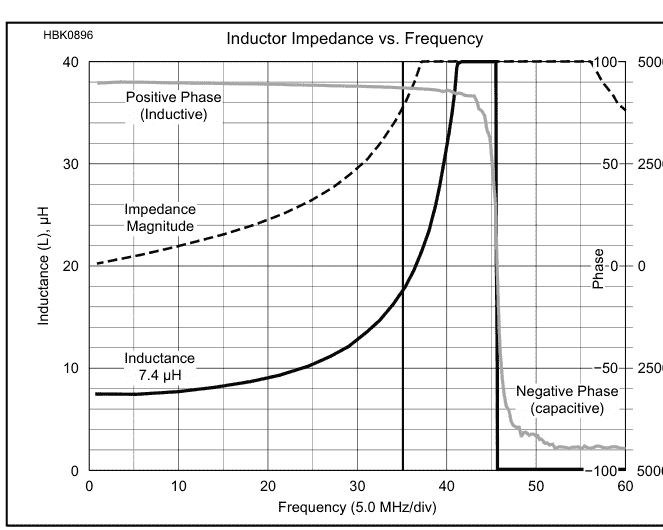 HBK0896
Inductor Impedance vs. Frequency
40
30
20
10
0
Inductance (L), µH
Positive Phase
(Inductive)
Impedance
Magnitude
Inductance
7.4 µH
Negative Phase
(capacitive)
100
50
0
−50
−100
Phase
0
10
20
30
40
50
60
Frequency (5.0 MHz/div)